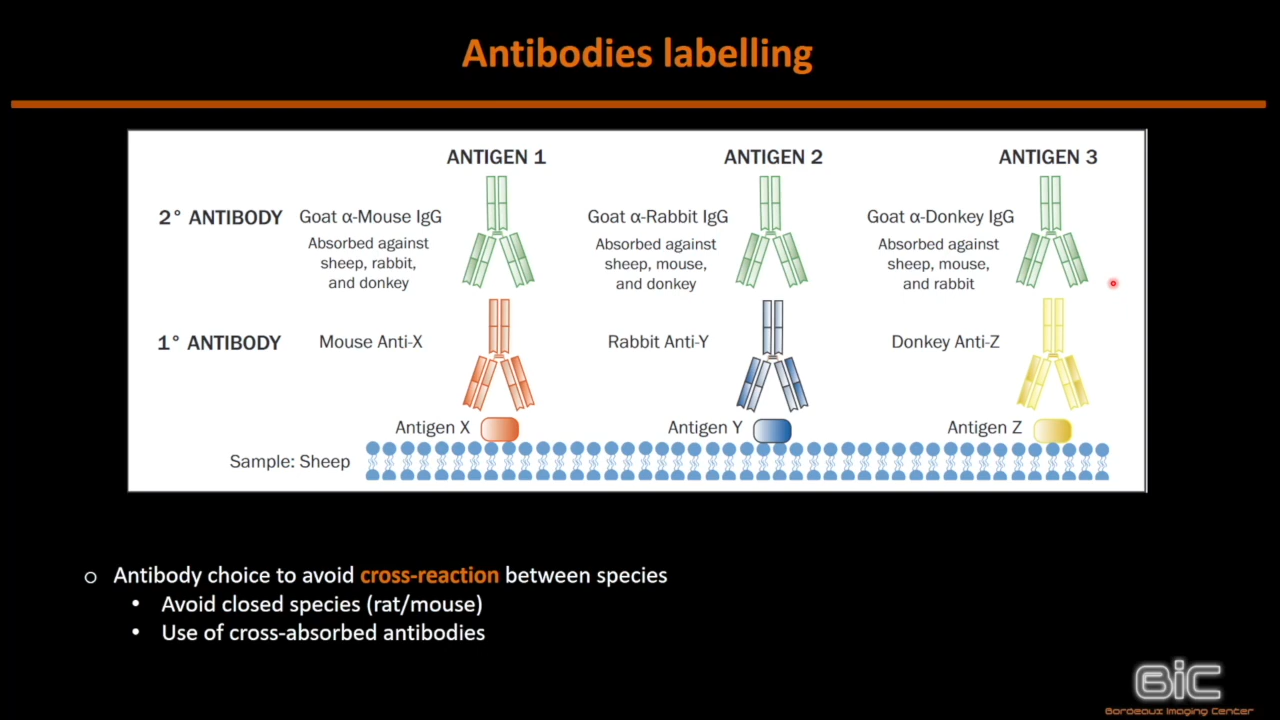 Antibodies labelling
ANTIGEN 1
ANTIGEN 2
ANTIGEN 3
2° ANTIBODY
Goat α-Mouse IgG
Absorbed against
sheep, rabbit,
and donkey
Goat α-Rabbit IgG
Absorbed against
sheep, mouse,
and donkey
Goat α-Donkey IgG
Absorbed against
sheep, mouse,
and rabbit
1° ANTIBODY
Mouse Anti-X
Rabbit Anti-Y
Donkey Anti-Z
Antigen X
Antigen Y
Antigen Z
Sample: Sheep
○ Antibody choice to avoid cross-reaction between species
• Avoid closed species (rat/mouse)
• Use of cross-absorbed antibodies
BiC
Bordeaux Imaging Center